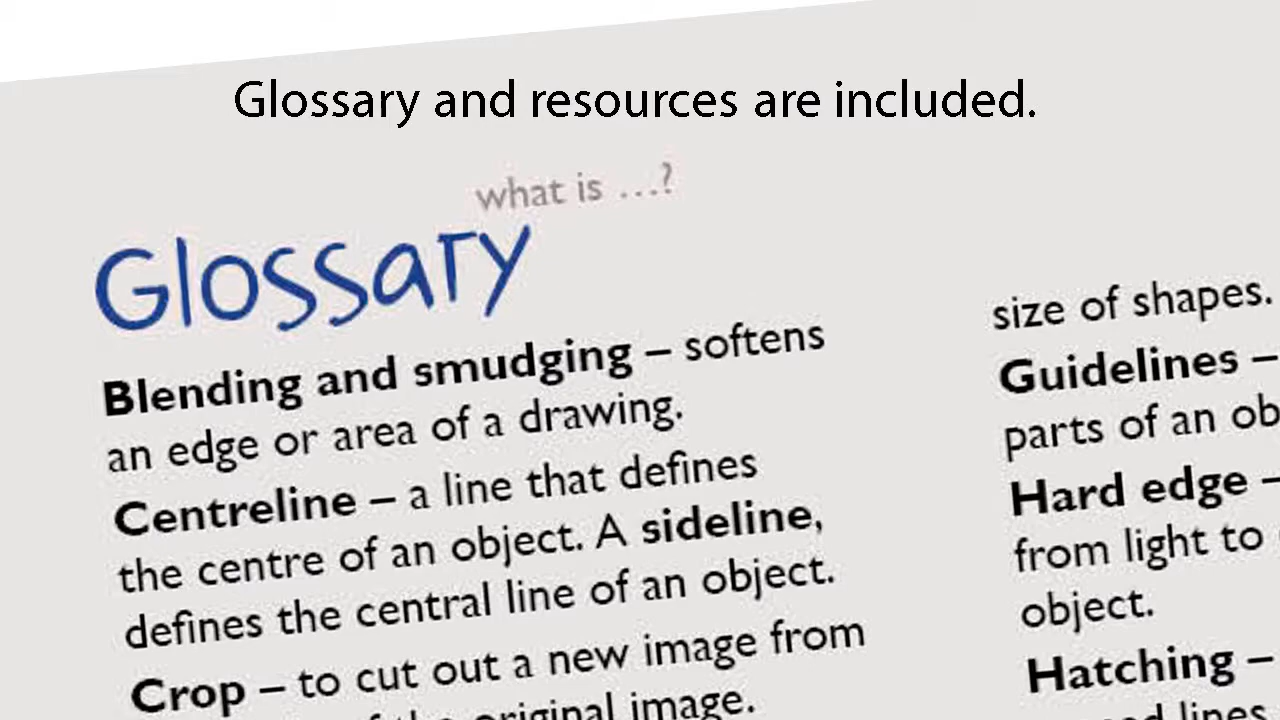 Glossary and resources are included.
what is ...?
Glossary
Blending and smudging – softens
an edge or area of a drawing.
Centreline – a line that defines
the centre of an object. A sideline,
defines the central line of an object.
Crop – to cut out a new image from
original image.
size of shapes.
Guidelines –
parts of an ob
Hard edge –
from light to
object.
Hatching –
lines